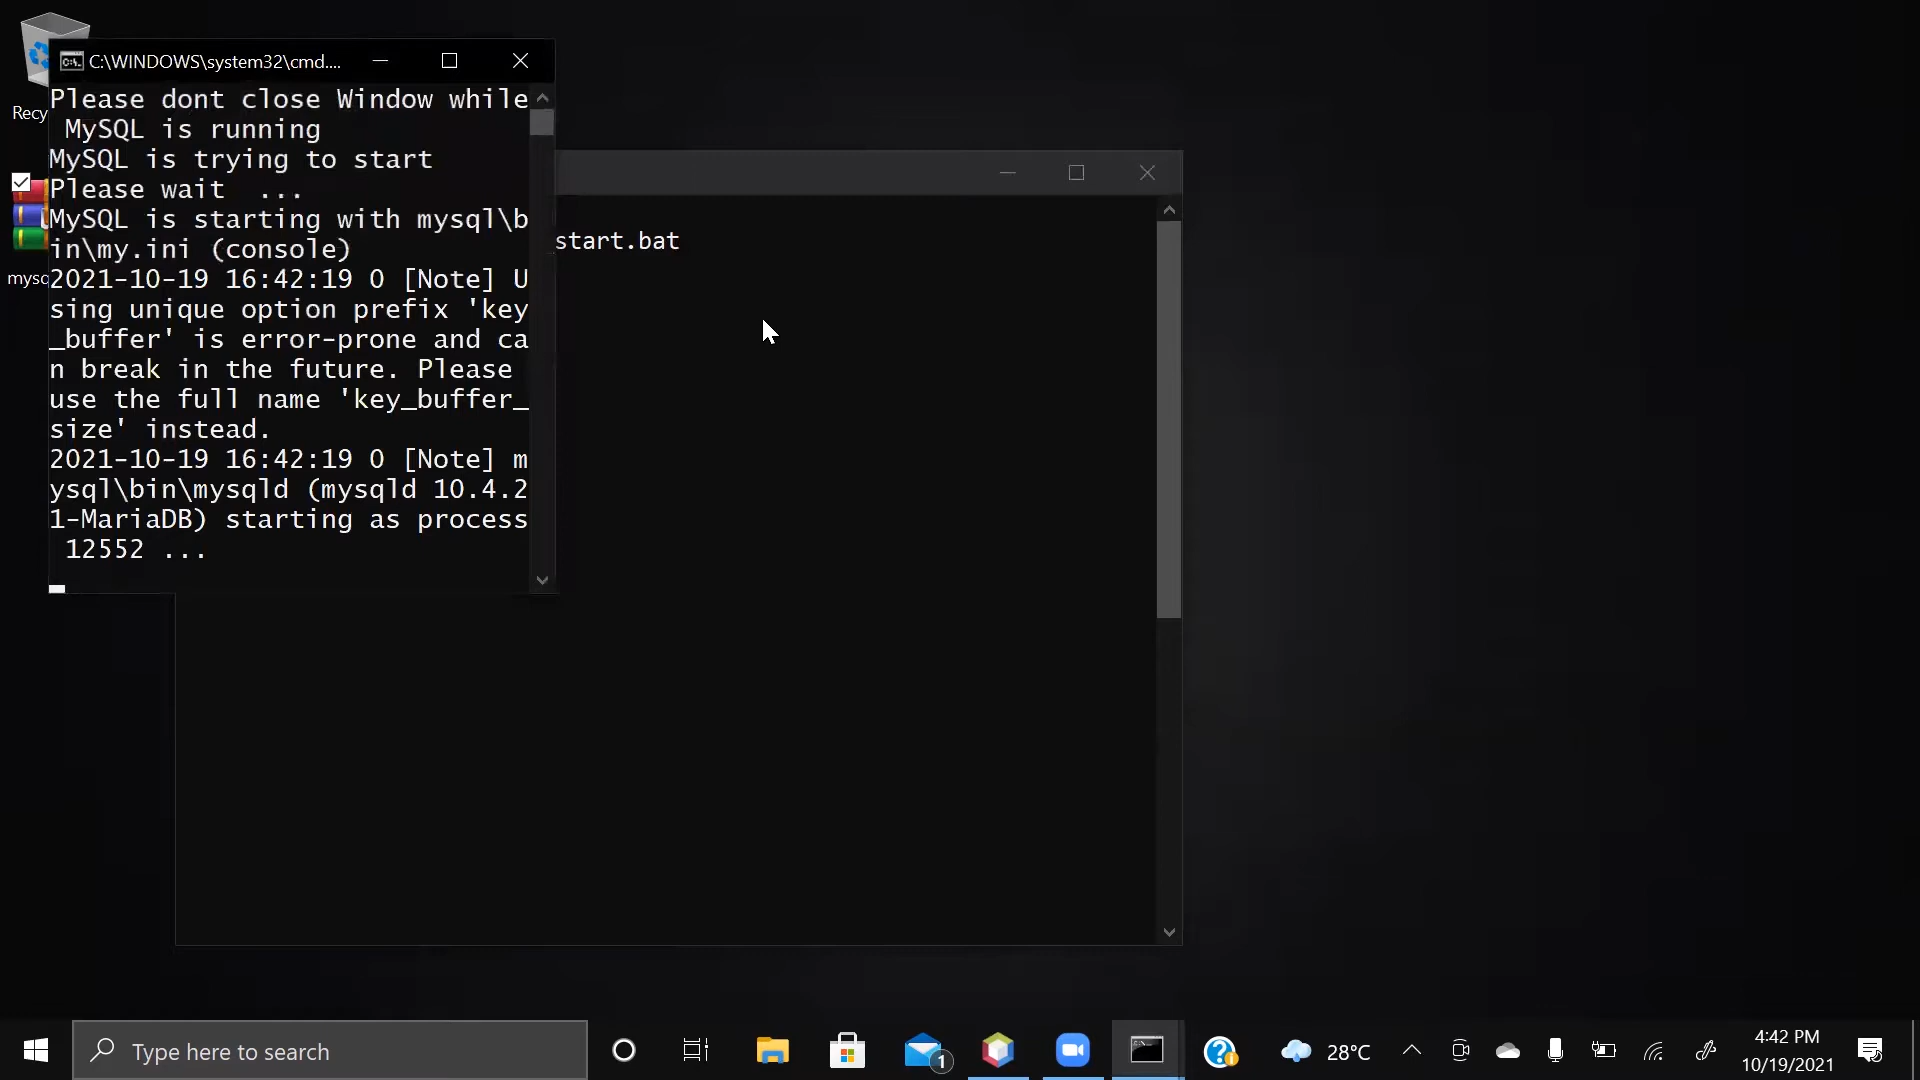 C:\WINDOWS\system32\cmd....
Please dont close Window while
MySQL is running
MySQL is trying to start
Please wait  ...
MySQL is starting with mysql\b
in\my.ini (console)
2021-10-19 16:42:19 0 [Note] U
sing unique option prefix 'key
_buffer' is error-prone and ca
n break in the future. Please
use the full name 'key_buffer_
size' instead.
2021-10-19 16:42:19 0 [Note] m
ysql\bin\mysqld (mysqld 10.4.2
1-MariaDB) starting as process
12552 ...
start.bat
Recy
mysq
Type here to search
1
28°C
4:42 PM
10/19/2021